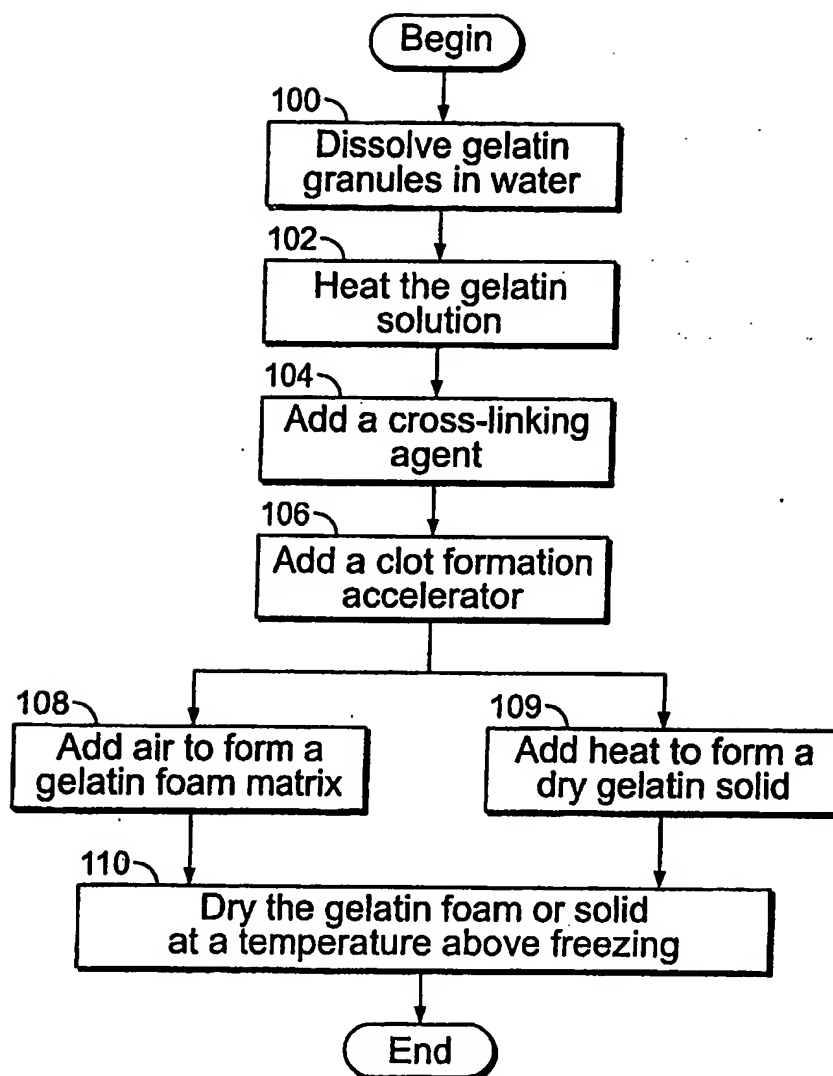 Begin
100
Dissolve gelatin
granules in water
102
Heat the gelatin
solution
104
Add a cross-linking
agent
106
Add a clot formation
accelerator
108
Add air to form a
gelatin foam matrix
109
Add heat to form a
dry gelatin solid
110
Dry the gelatin foam or solid
at a temperature above freezing
End